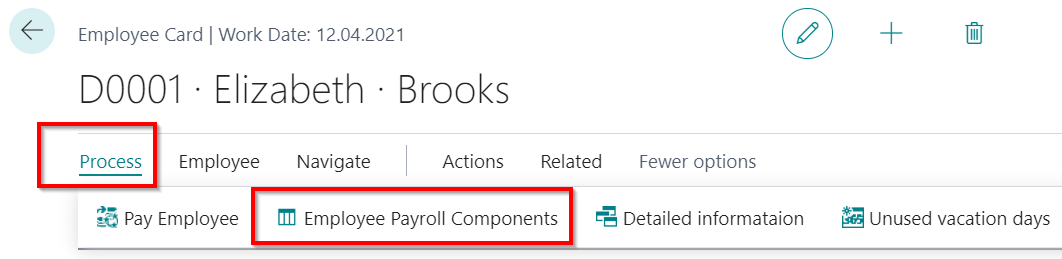 Employee Card | Work Date: 12.04.2021
D0001 · Elizabeth · Brooks
Process Employee Navigate Actions Related Fewer options
Pay Employee Employee Payroll Components Detailed informataion Unused vacation days